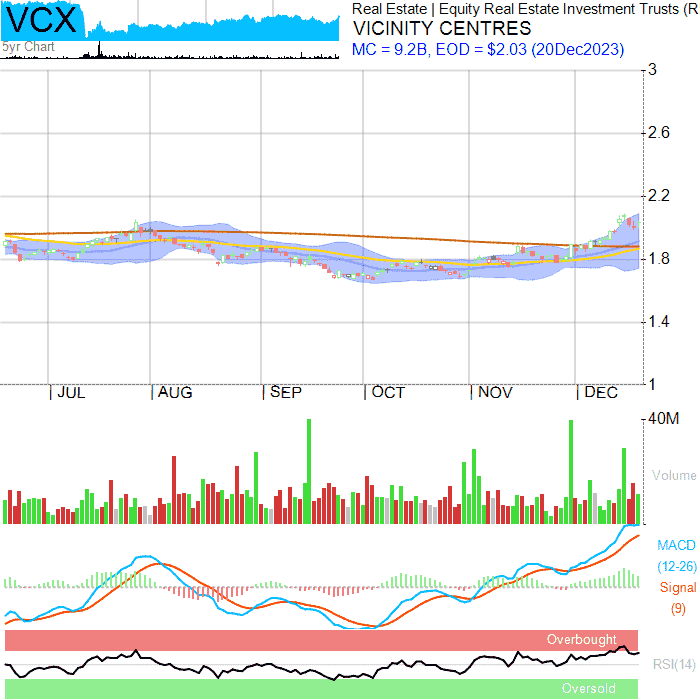 VCX
5yr Chart
Real Estate | Equity Real Estate Investment Trusts (R
VICINITY CENTRES
MC = 9.2B, EOD = $2.03 (20Dec2023)
3
2.6
2.2
1.8
1.4
1
JUL AUG SEP OCT NOV DEC
40M
Volume
MACD
(12-26)
Signal
(9)
Overbought
RSI(14)
Oversold